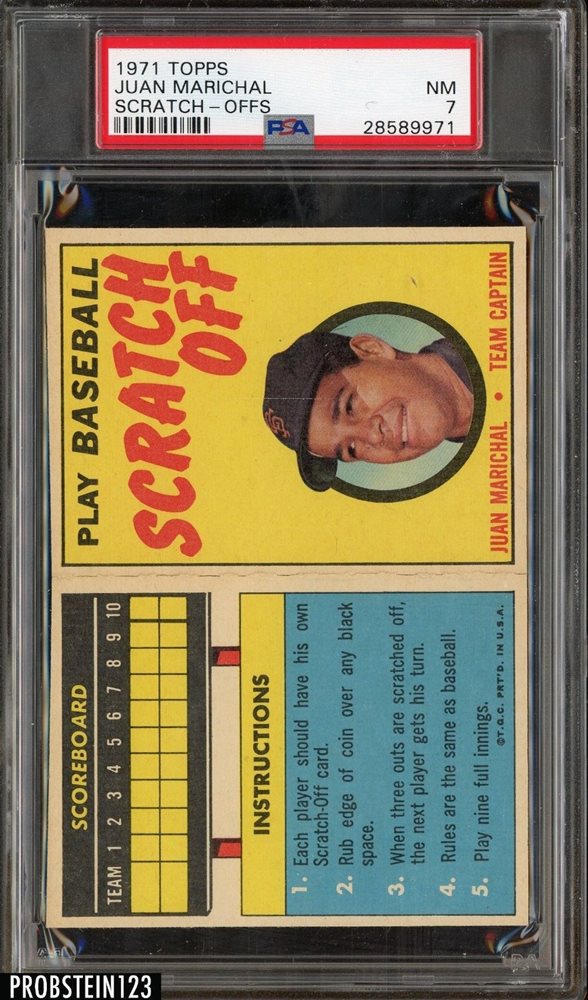 1971 TOPPS
JUAN MARICHAL NM
SCRATCH-OFFS 7
PSA 28589971
PLAY BASEBALL
SCRATCH
OFF
SF
JUAN MARICHAL • TEAM CAPTAIN
SCOREBOARD
TEAM 1 2 3 4 5 6 7 8 9 10
INSTRUCTIONS
1. Each player should have his own
Scratch-Off card.
2. Rub edge of coin over any black
space.
3. When three outs are scratched off,
the next player gets his turn.
4. Rules are the same as baseball.
5. Play nine full innings.
©T.G.C. PRT'D. IN U.S.A.
PROBSTEIN123